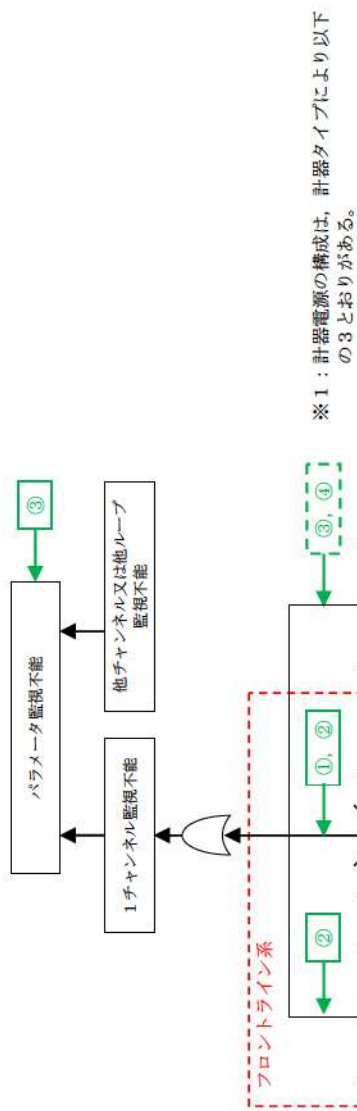 パラメータ監視不能
③
1チャンネル監視不能
他チャンネル又は他ループ
監視不能
フロントライン系
②
①, ②
③, ④
※1：計器電源の構成は, 計器タイプにより以下
の3とおりがある。